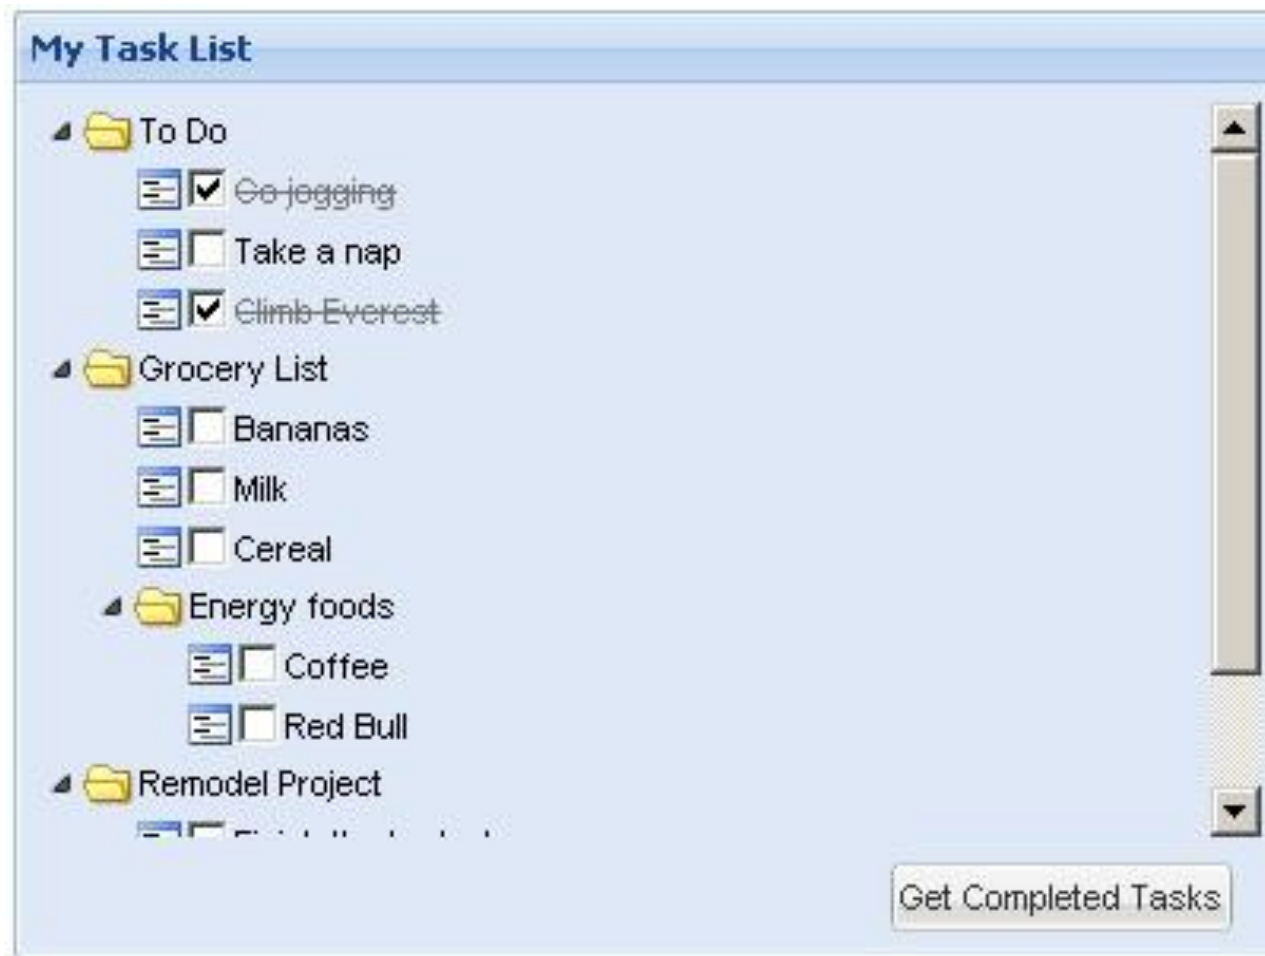 My Task List
To Do
Go jogging
Take a nap
Climb Everest
Grocery List
Bananas
Milk
Cereal
Energy foods
Coffee
Red Bull
Remodel Project
Get Completed Tasks